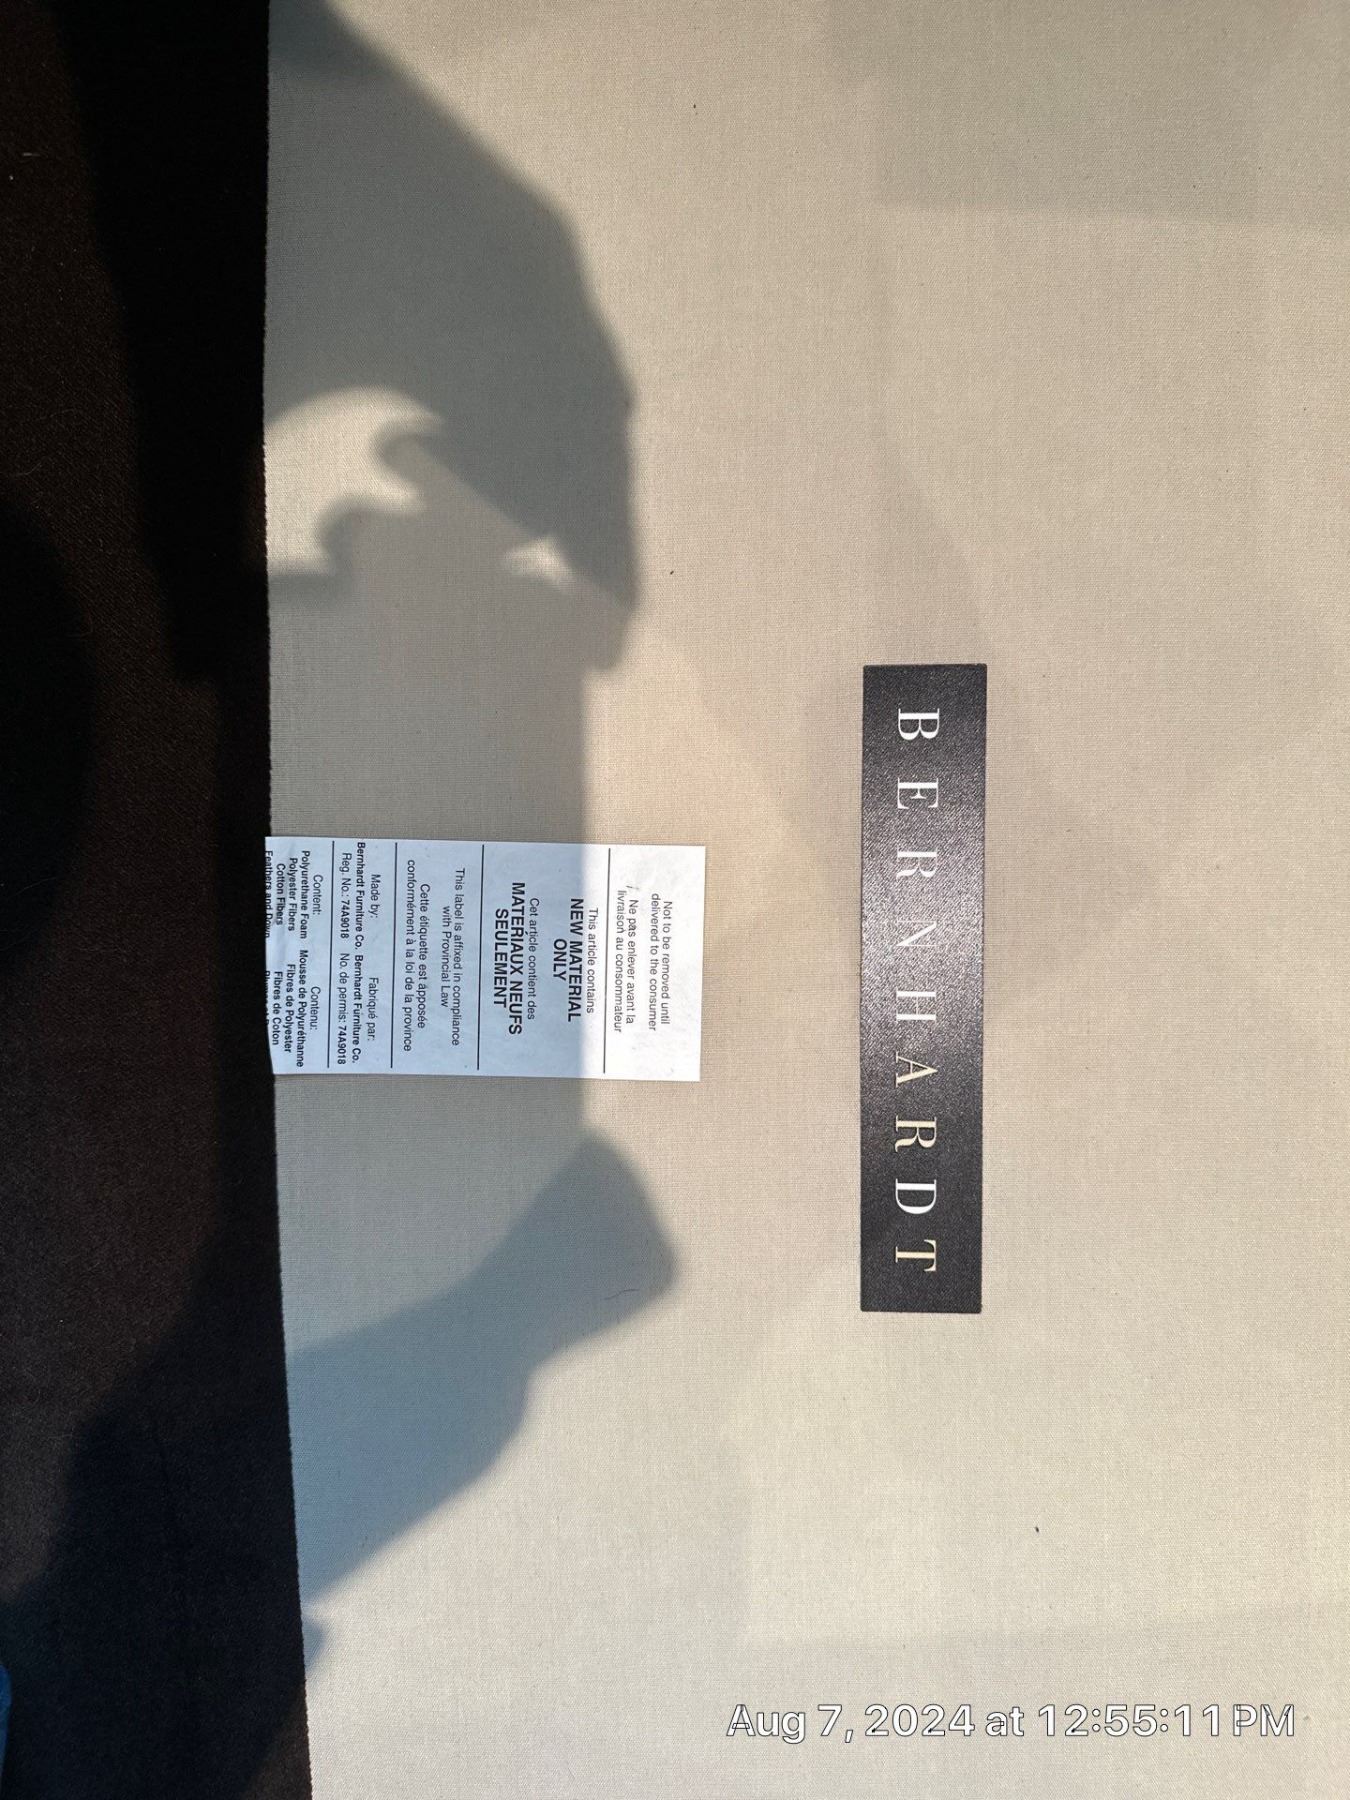 Not to be removed until
delivered to the consumer
Ne pas enlever avant la
livraison au consommateur
This article contains
NEW MATERIAL
ONLY
Cet article contient des
MATÉRIAUX NEUFS
SEULEMENT
This label is affixed in compliance
with Provincial Law
Cette étiquette est apposée
conformément à la loi de la province
Made by: Fabriqué par:
Bernhardt Furniture Co. Bernhardt Furniture Co.
Reg. No.: 74A9018 No. de permis: 74A9018
Content: Contenu:
Polyurethane Foam Mousse de Polyuréthanne
Polyester Fibers Fibres de Polyester
Cotton Fibers Fibres de Coton
Feathers and Down
BERNHARDT
Aug 7, 2024 at 12:55:11 PM